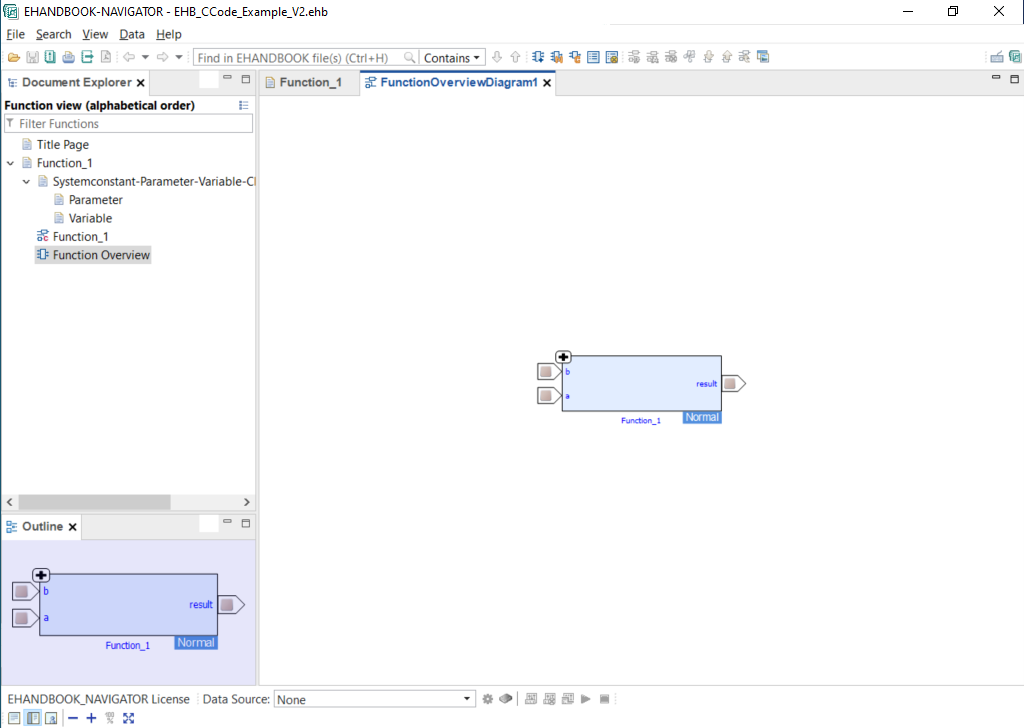 EHANDBOOK-NAVIGATOR - EHB_CCode_Example_V2.ehb
File Search View Data Help
Find in EHANDBOOK file(s) (Ctrl+H) Contains
Document Explorer
Function_1 FunctionOverviewDiagram1
Function view (alphabetical order)
Filter Functions
Title Page
Function_1
Systemconstant-Parameter-Variable-Cl
Parameter
Variable
Function_1
Function Overview
b
result
a
Function_1
Normal
Outline
b
result
a
Function_1
Normal
EHANDBOOK_NAVIGATOR License Data Source: None